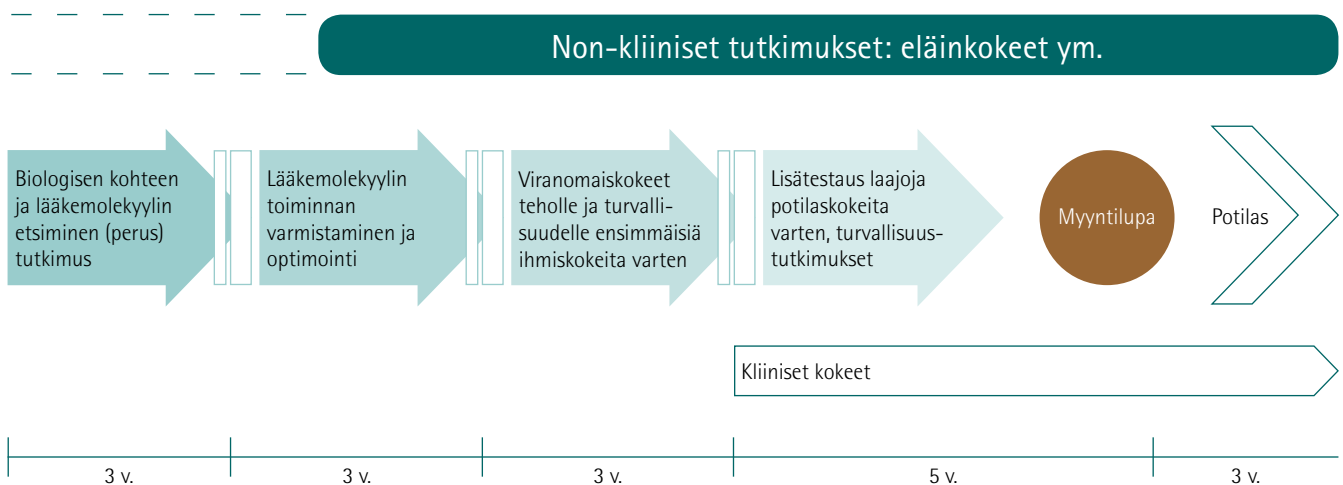 Non-kliiniset tutkimukset: eläinkokeet ym.
Biologisen kohteen
ja lääkemolekyylin
etsiminen (perus)
tutkimus
Lääkemolekyylin
toiminnan
varmistaminen ja
optimointi
Viranomaiskokeet
teholle ja turvalli-
suudelle ensimmäisiä
ihmiskokeita varten
Lisätestaus laajoja
potilaskokeita
varten, turvallisuus-
tutkimukset
Myyntilupa
Potilas
Kliiniset kokeet
3 v.
3 v.
3 v.
5 v.
3 v.